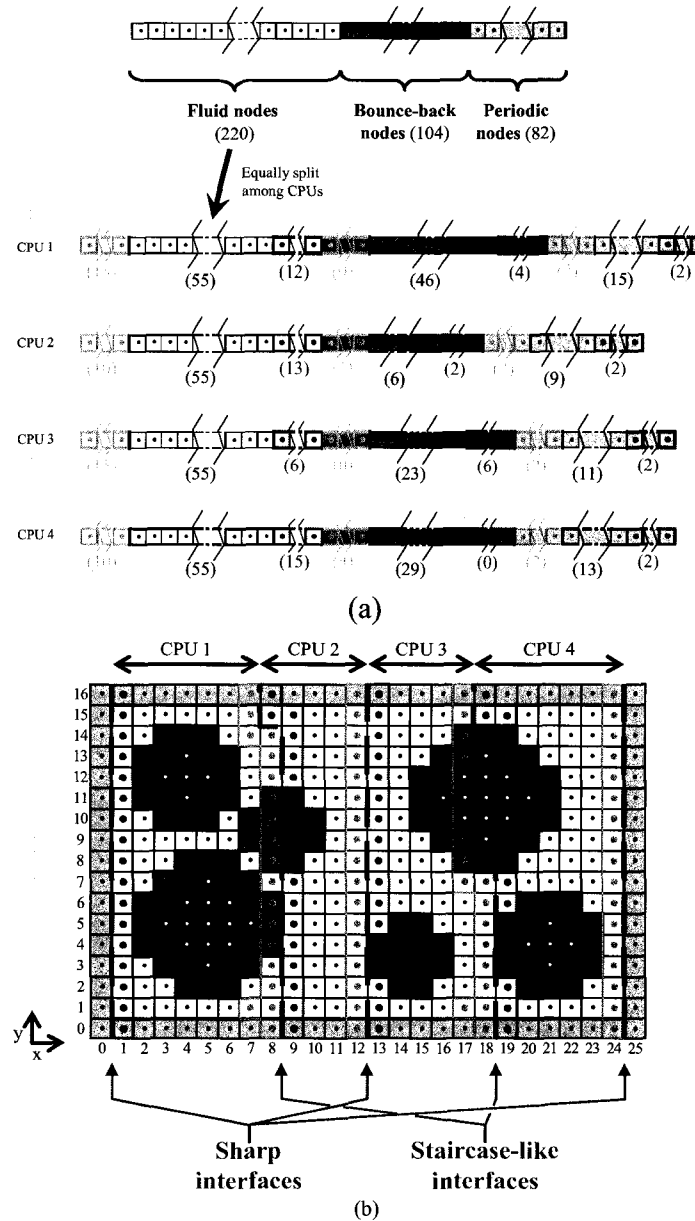 Fluid nodes
(220)
Bounce-back
nodes (104)
Periodic
nodes (82)
Equally split
among CPUs
CPU 1
(55)
(12)
(46)
(4)
(15)
(2)
CPU 2
(55)
(13)
(6)
(2)
(9)
(2)
CPU 3
(55)
(6)
(23)
(6)
(11)
(2)
CPU 4
(55)
(15)
(29)
(0)
(13)
(2)
(a)
CPU 1 CPU 2 CPU 3 CPU 4
16
15
14
13
12
11
10
9
8
7
6
5
4
3
2
1
0
y
x
0 1 2 3 4 5 6 7 8 9 10 11 12 13 14 15 16 17 18 19 20 21 22 23 24 25
Sharp
interfaces
Staircase-like
interfaces
(b)